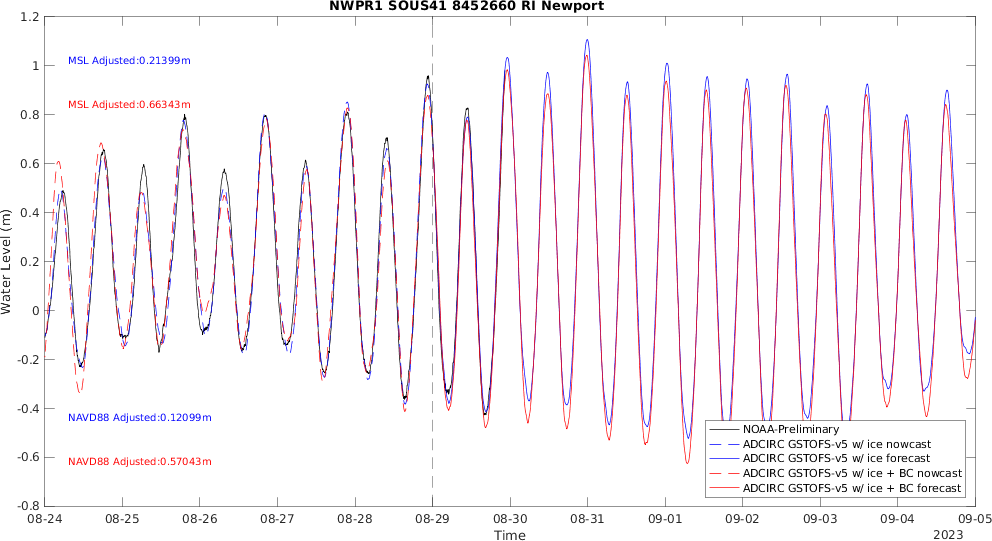 NWPR1 SOUS41 8452660 RI Newport
1.2
1
0.8
0.6
0.4
0.2
0
-0.2
-0.4
-0.6
-0.8
Water Level (m)
MSL Adjusted:0.21399m
MSL Adjusted:0.66343m
NAVD88 Adjusted:0.12099m
NAVD88 Adjusted:0.57043m
NOAA-Preliminary
ADCIRC GSTOFS-v5 w/ ice nowcast
ADCIRC GSTOFS-v5 w/ ice forecast
ADCIRC GSTOFS-v5 w/ ice + BC nowcast
ADCIRC GSTOFS-v5 w/ ice + BC forecast
08-24 08-25 08-26 08-27 08-28 08-29 08-30 08-31 09-01 09-02 09-03 09-04 09-05
Time
2023